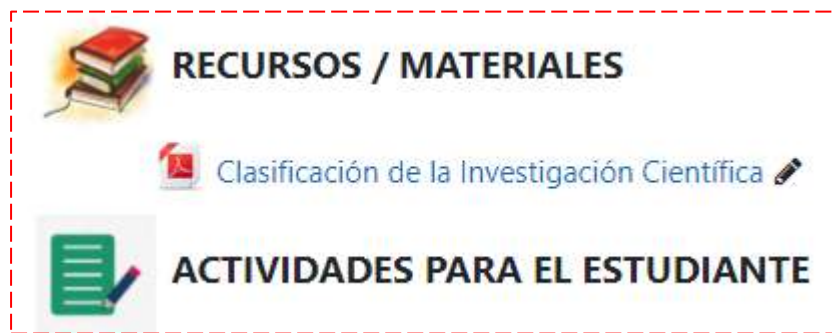 RECURSOS / MATERIALES
Clasificación de la Investigación Científica
ACTIVIDADES PARA EL ESTUDIANTE